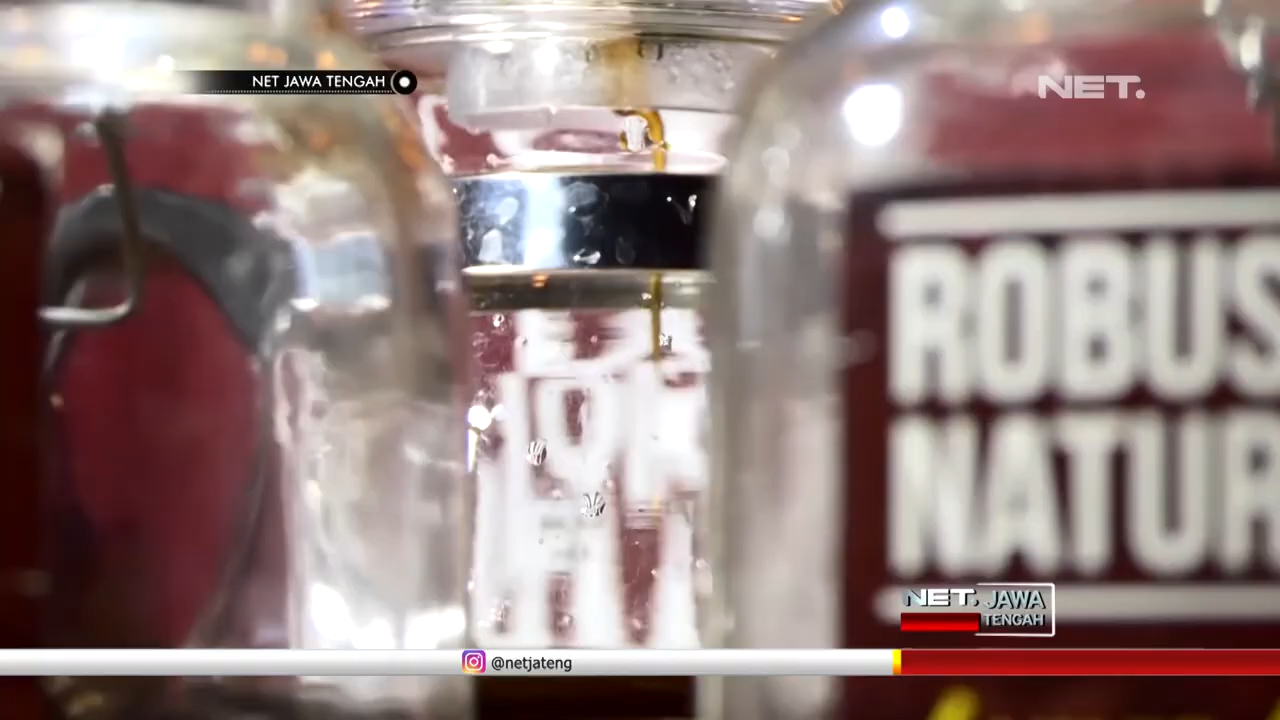 NET JAWA TENGAH
NET.
ROBUS
NATUR
NET. JAWA
TENGAH
@netjateng